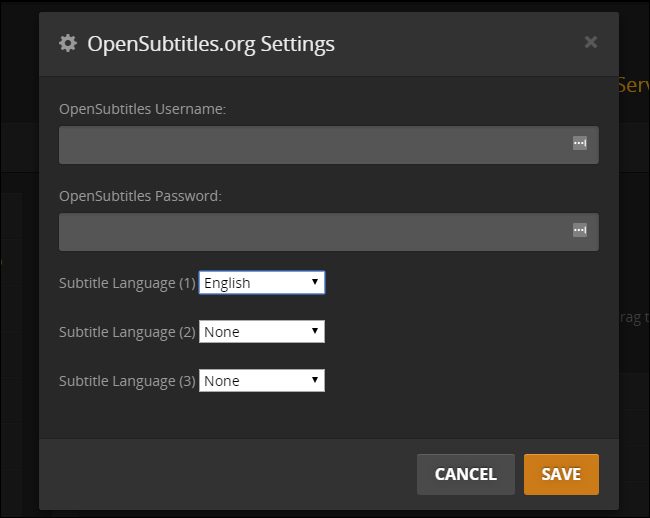 OpenSubtitles.org Settings
Serv
OpenSubtitles Username:
OpenSubtitles Password:
Subtitle Language (1) English
rag t
Subtitle Language (2) None
Subtitle Language (3) None
CANCEL SAVE